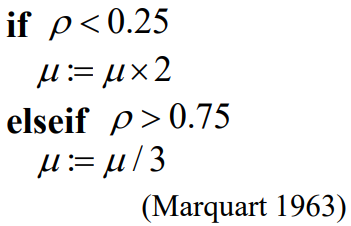 if ρ < 0.25
μ := μ × 2
elseif ρ > 0.75
μ := μ / 3
(Marquart 1963)